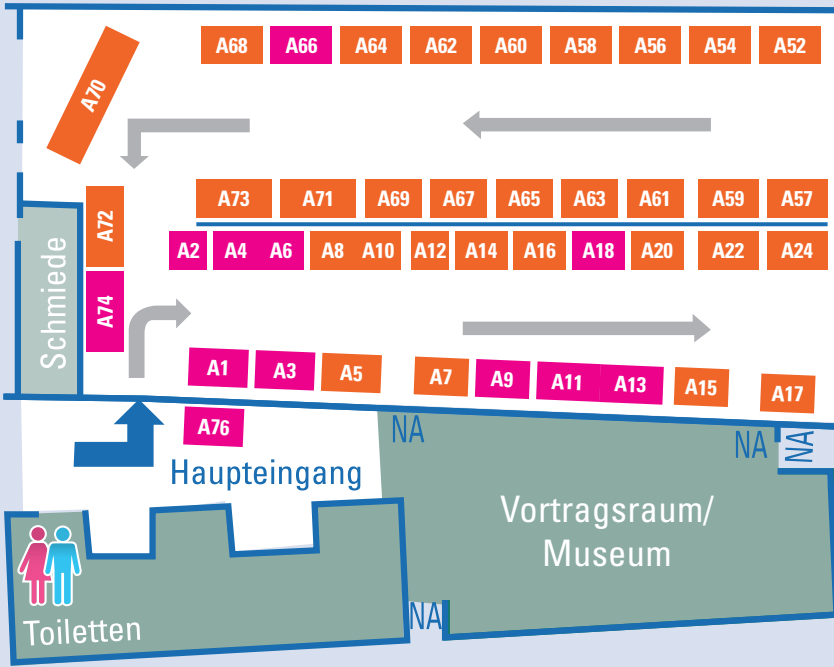 A68 A66 A64 A62 A60 A58 A56 A54 A52
A70
A73 A71 A69 A67 A65 A63 A61 A59 A57
A72
A2 A4 A6 A8 A10 A12 A14 A16 A18 A20 A22 A24
Schmiede
A74
A1 A3 A5 A7 A9 A11 A13 A15 A17
A76
NA NA NA
Haupteingang
Vortragsraum/
Museum
NA
Toiletten